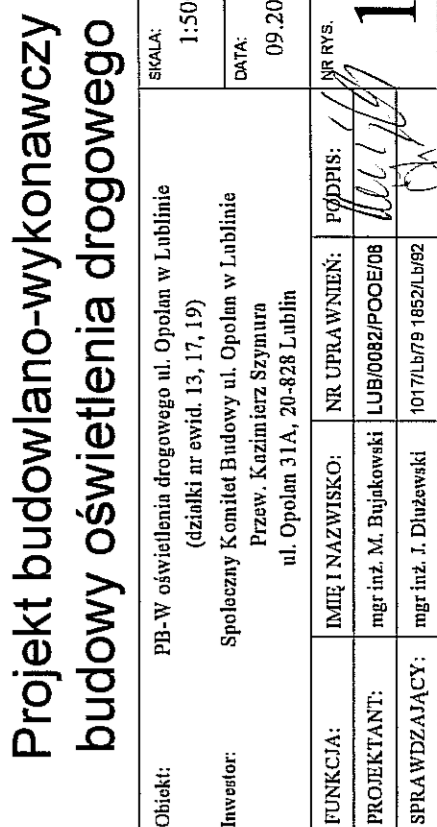 Projekt budowlano-wykonawczy
budowy oświetlenia drogowego
Obiekt: PB-W oświetlenia drogowego ul. Opolan w Lublinie
(działki nr ewid. 13, 17, 19)
SKALA:
1:50
Inwestor: Społeczny Komitet Budowy ul. Opolan w Lublinie
Przew. Kazimierz Szymura
ul. Opolan 31A, 20-828 Lublin
DATA:
09.20
FUNKCJA: IMIĘ I NAZWISKO: NR UPRAWNIEŃ: PODPIS: NR RYS.
PROJEKTANT: mgr inż. M. Bujakowski LUB/0082/POOE/08
SPRAWDZAJĄCY: mgr inż. J. Dłużewski 1017/Lb/79 1852/Lb/92
1